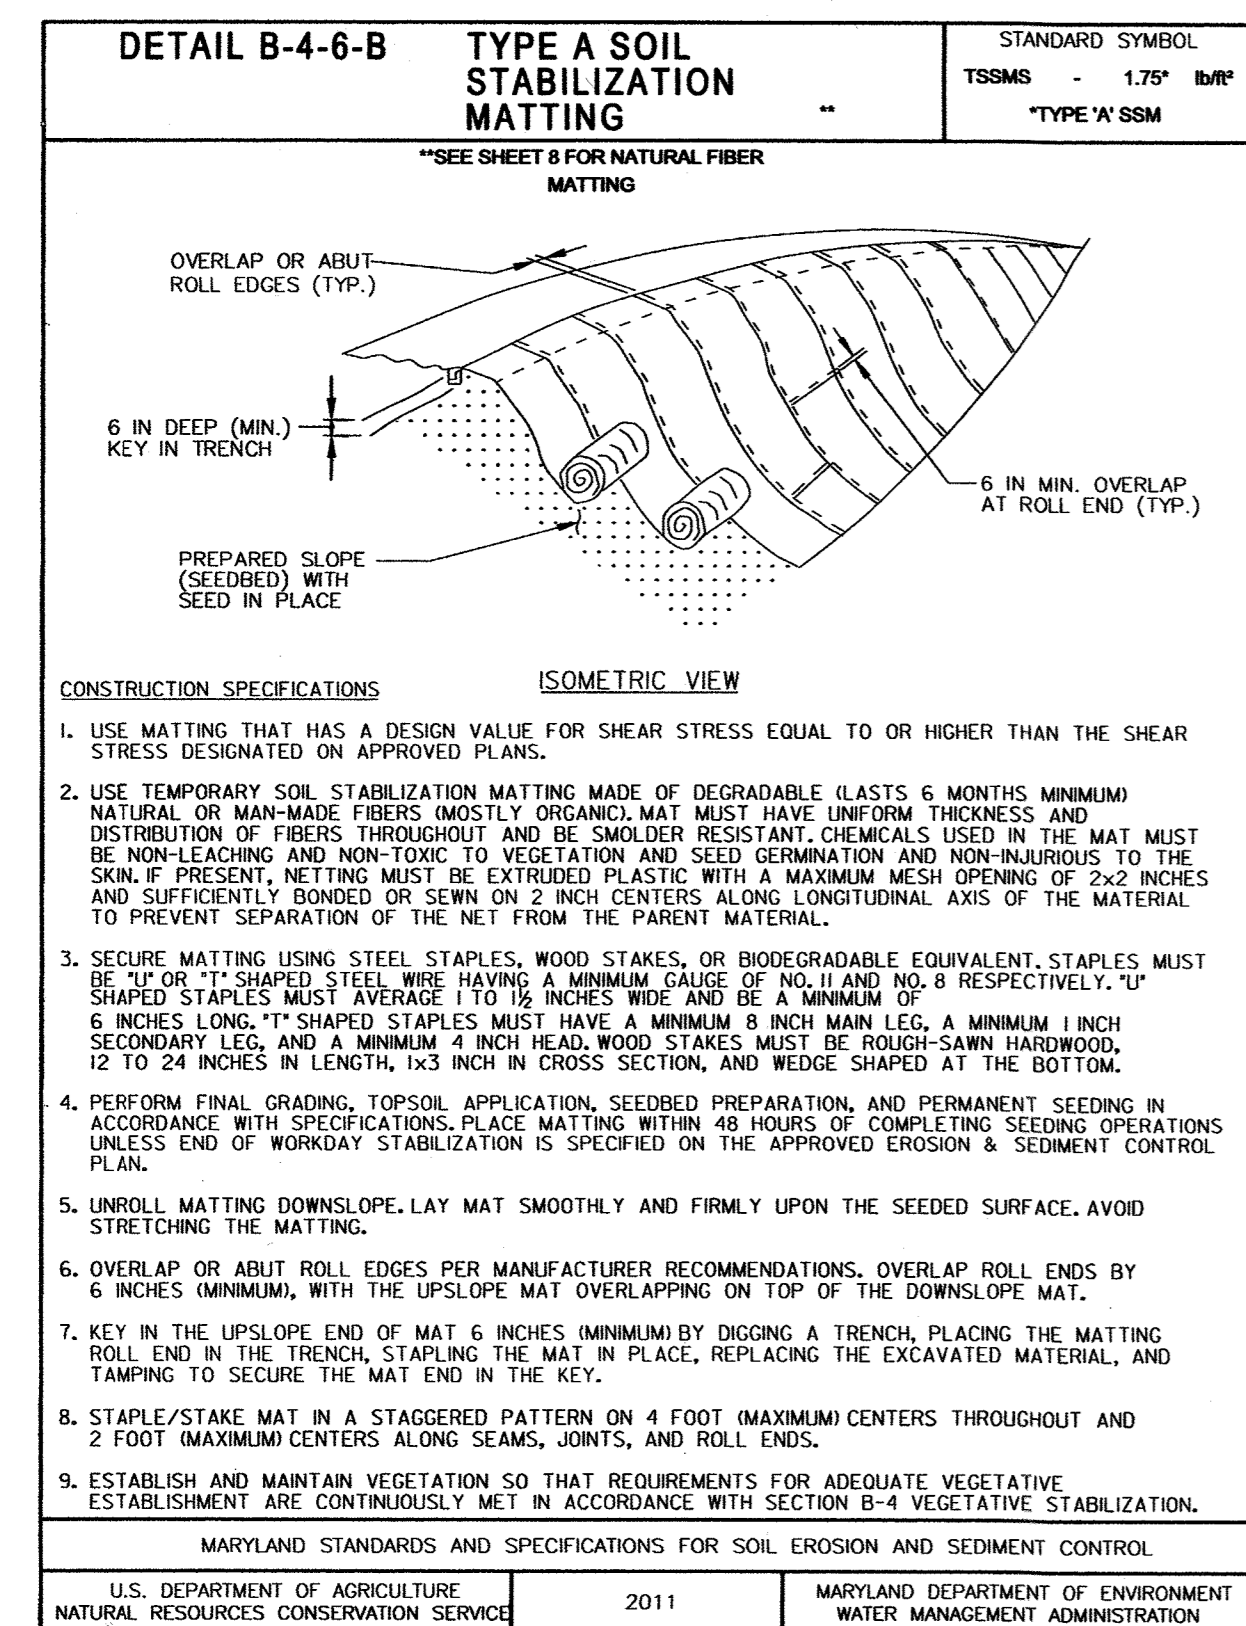 DETAIL B-4-6-B
TYPE A SOIL
STABILIZATION
MATTING **
STANDARD SYMBOL
TSSMS - 1.75* lb/ft²
*TYPE 'A' SSM
**SEE SHEET 8 FOR NATURAL FIBER
MATTING
OVERLAP OR ABUT
ROLL EDGES (TYP.)
6 IN DEEP (MIN.)
KEY IN TRENCH
6 IN MIN. OVERLAP
AT ROLL END (TYP.)
PREPARED SLOPE
(SEEDBED) WITH
SEED IN PLACE
ISOMETRIC VIEW
CONSTRUCTION SPECIFICATIONS
1. USE MATTING THAT HAS A DESIGN VALUE FOR SHEAR STRESS EQUAL TO OR HIGHER THAN THE SHEAR
STRESS DESIGNATED ON APPROVED PLANS.
2. USE TEMPORARY SOIL STABILIZATION MATTING MADE OF DEGRADABLE (LASTS 6 MONTHS MINIMUM)
NATURAL OR MAN-MADE FIBERS (MOSTLY ORGANIC). MAT MUST HAVE UNIFORM THICKNESS AND
DISTRIBUTION OF FIBERS THROUGHOUT AND BE SMOLDER RESISTANT. CHEMICALS USED IN THE MAT MUST
BE NON-LEACHING AND NON-TOXIC TO VEGETATION AND SEED GERMINATION AND NON-INJURIOUS TO THE
SKIN. IF PRESENT, NETTING MUST BE EXTRUDED PLASTIC WITH A MAXIMUM MESH OPENING OF 2x2 INCHES
AND SUFFICIENTLY BONDED OR SEWN ON 2 INCH CENTERS ALONG LONGITUDINAL AXIS OF THE MATERIAL
TO PREVENT SEPARATION OF THE NET FROM THE PARENT MATERIAL.
3. SECURE MATTING USING STEEL STAPLES, WOOD STAKES, OR BIODEGRADABLE EQUIVALENT. STAPLES MUST
BE "U" OR "T" SHAPED STEEL WIRE HAVING A MINIMUM GAUGE OF NO. 11 AND NO. 8 RESPECTIVELY. "U"
SHAPED STAPLES MUST AVERAGE 1 TO 1½ INCHES WIDE AND BE A MINIMUM OF
6 INCHES LONG. "T" SHAPED STAPLES MUST HAVE A MINIMUM 8 INCH MAIN LEG, A MINIMUM 1 INCH
SECONDARY LEG, AND A MINIMUM 4 INCH HEAD. WOOD STAKES MUST BE ROUGH-SAWN HARDWOOD,
12 TO 24 INCHES IN LENGTH, 1x3 INCH IN CROSS SECTION, AND WEDGE SHAPED AT THE BOTTOM.
4. PERFORM FINAL GRADING, TOPSOIL APPLICATION, SEEDBED PREPARATION, AND PERMANENT SEEDING IN
ACCORDANCE WITH SPECIFICATIONS. PLACE MATTING WITHIN 48 HOURS OF COMPLETING SEEDING OPERATIONS
UNLESS END OF WORKDAY STABILIZATION IS SPECIFIED ON THE APPROVED EROSION & SEDIMENT CONTROL
PLAN.
5. UNROLL MATTING DOWNSLOPE. LAY MAT SMOOTHLY AND FIRMLY UPON THE SEEDED SURFACE. AVOID
STRETCHING THE MATTING.
6. OVERLAP OR ABUT ROLL EDGES PER MANUFACTURER RECOMMENDATIONS. OVERLAP ROLL ENDS BY
6 INCHES (MINIMUM), WITH THE UPSLOPE MAT OVERLAPPING ON TOP OF THE DOWNSLOPE MAT.
7. KEY IN THE UPSLOPE END OF MAT 6 INCHES (MINIMUM) BY DIGGING A TRENCH, PLACING THE MATTING
ROLL END IN THE TRENCH, STAPLING THE MAT IN PLACE, REPLACING THE EXCAVATED MATERIAL, AND
TAMPING TO SECURE THE MAT END IN THE KEY.
8. STAPLE/STAKE MAT IN A STAGGERED PATTERN ON 4 FOOT (MAXIMUM) CENTERS THROUGHOUT AND
2 FOOT (MAXIMUM) CENTERS ALONG SEAMS, JOINTS, AND ROLL ENDS.
9. ESTABLISH AND MAINTAIN VEGETATION SO THAT REQUIREMENTS FOR ADEQUATE VEGETATIVE
ESTABLISHMENT ARE CONTINUOUSLY MET IN ACCORDANCE WITH SECTION B-4 VEGETATIVE STABILIZATION.
MARYLAND STANDARDS AND SPECIFICATIONS FOR SOIL EROSION AND SEDIMENT CONTROL
U.S. DEPARTMENT OF AGRICULTURE
NATURAL RESOURCES CONSERVATION SERVICE
2011
MARYLAND DEPARTMENT OF ENVIRONMENT
WATER MANAGEMENT ADMINISTRATION